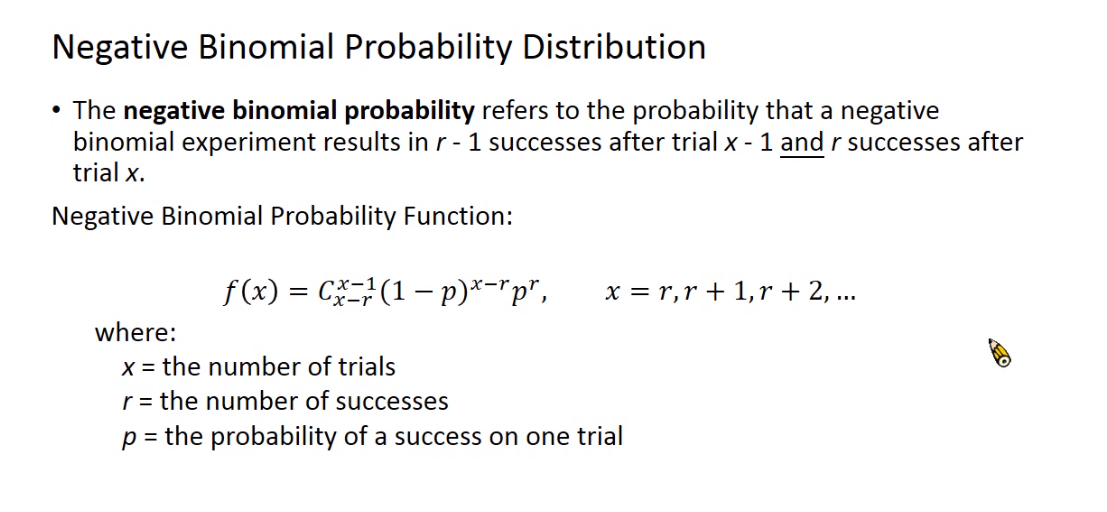 Negative Binomial Probability Distribution
• The negative binomial probability refers to the probability that a negative
binomial experiment results in r - 1 successes after trial x - 1 and r successes after
trial x.
Negative Binomial Probability Function:
f(x) = C_{x−r}^{x−1}(1 − p)^{x−r}p^r, x = r, r + 1, r + 2, ...
where:
x = the number of trials
r = the number of successes
p = the probability of a success on one trial